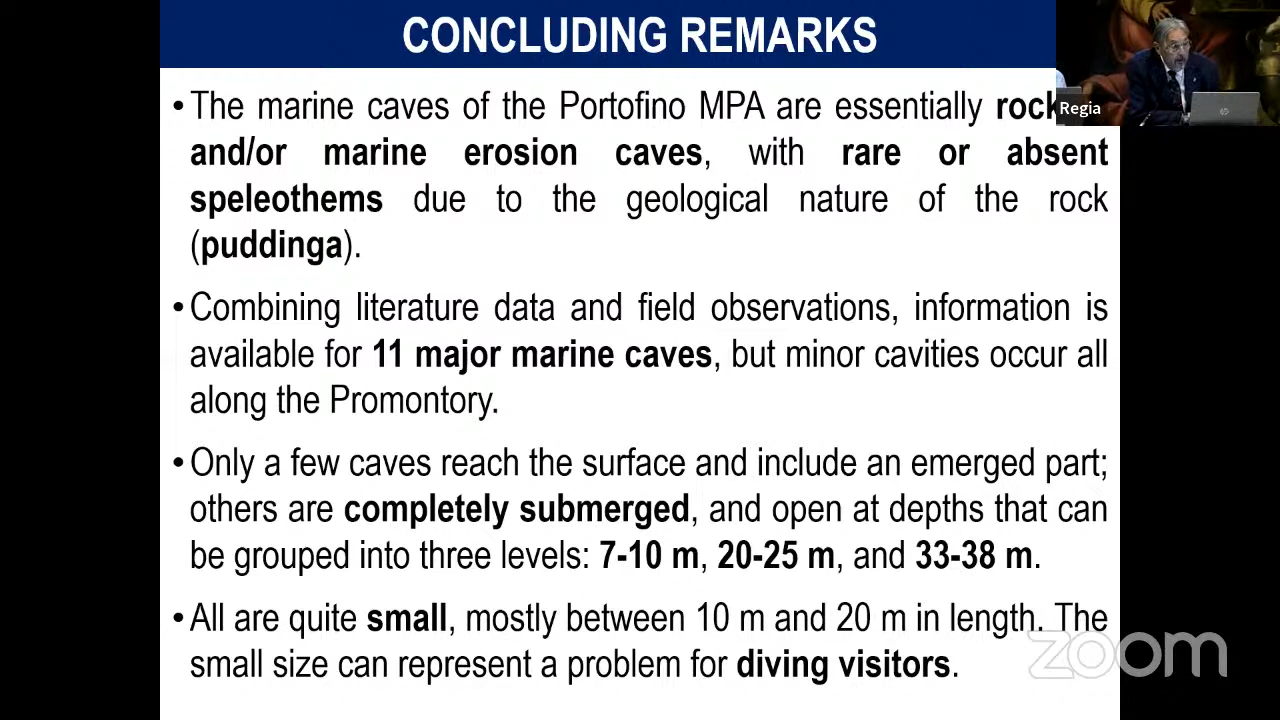 CONCLUDING REMARKS
Regia
• The marine caves of the Portofino MPA are essentially
and/or marine erosion caves, with rare or absent
speleothems due to the geological nature of the rock
(puddinga).
• Combining literature data and field observations, information is
available for 11 major marine caves, but minor cavities occur all
along the Promontory.
• Only a few caves reach the surface and include an emerged part;
others are completely submerged, and open at depths that can
be grouped into three levels: 7-10 m, 20-25 m, and 33-38 m.
• All are quite small, mostly between 10 m and 20 m in length. The
small size can represent a problem for diving visitors.
zoom